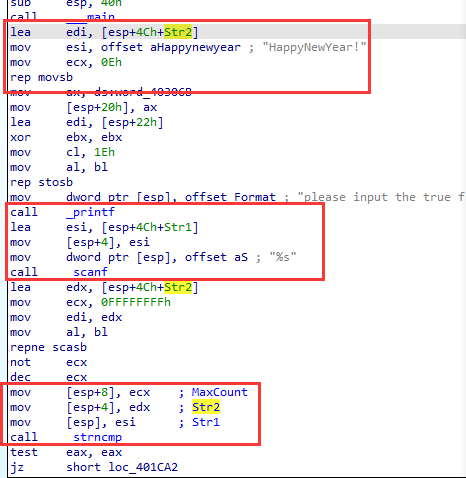 sub esp, 40h
call ___main
lea edi, [esp+4Ch+Str2]
mov esi, offset aHappynewyear ; "HappyNewYear!"
mov ecx, 0Eh
rep movsb
mov ax, ds:word_40306B
mov [esp+20h], ax
lea edi, [esp+22h]
xor ebx, ebx
mov cl, 1Eh
mov al, bl
rep stosb
mov dword ptr [esp], offset Format ; "please input the true f
call _printf
lea esi, [esp+4Ch+Str1]
mov [esp+4], esi
mov dword ptr [esp], offset aS ; "%s"
call _scanf
lea edx, [esp+4Ch+Str2]
mov ecx, 0FFFFFFFFh
mov edi, edx
mov al, bl
repne scasb
not ecx
dec ecx
mov [esp+8], ecx ; MaxCount
mov [esp+4], edx ; Str2
mov [esp], esi ; Str1
call _strncmp
test eax, eax
jz short loc_401CA2